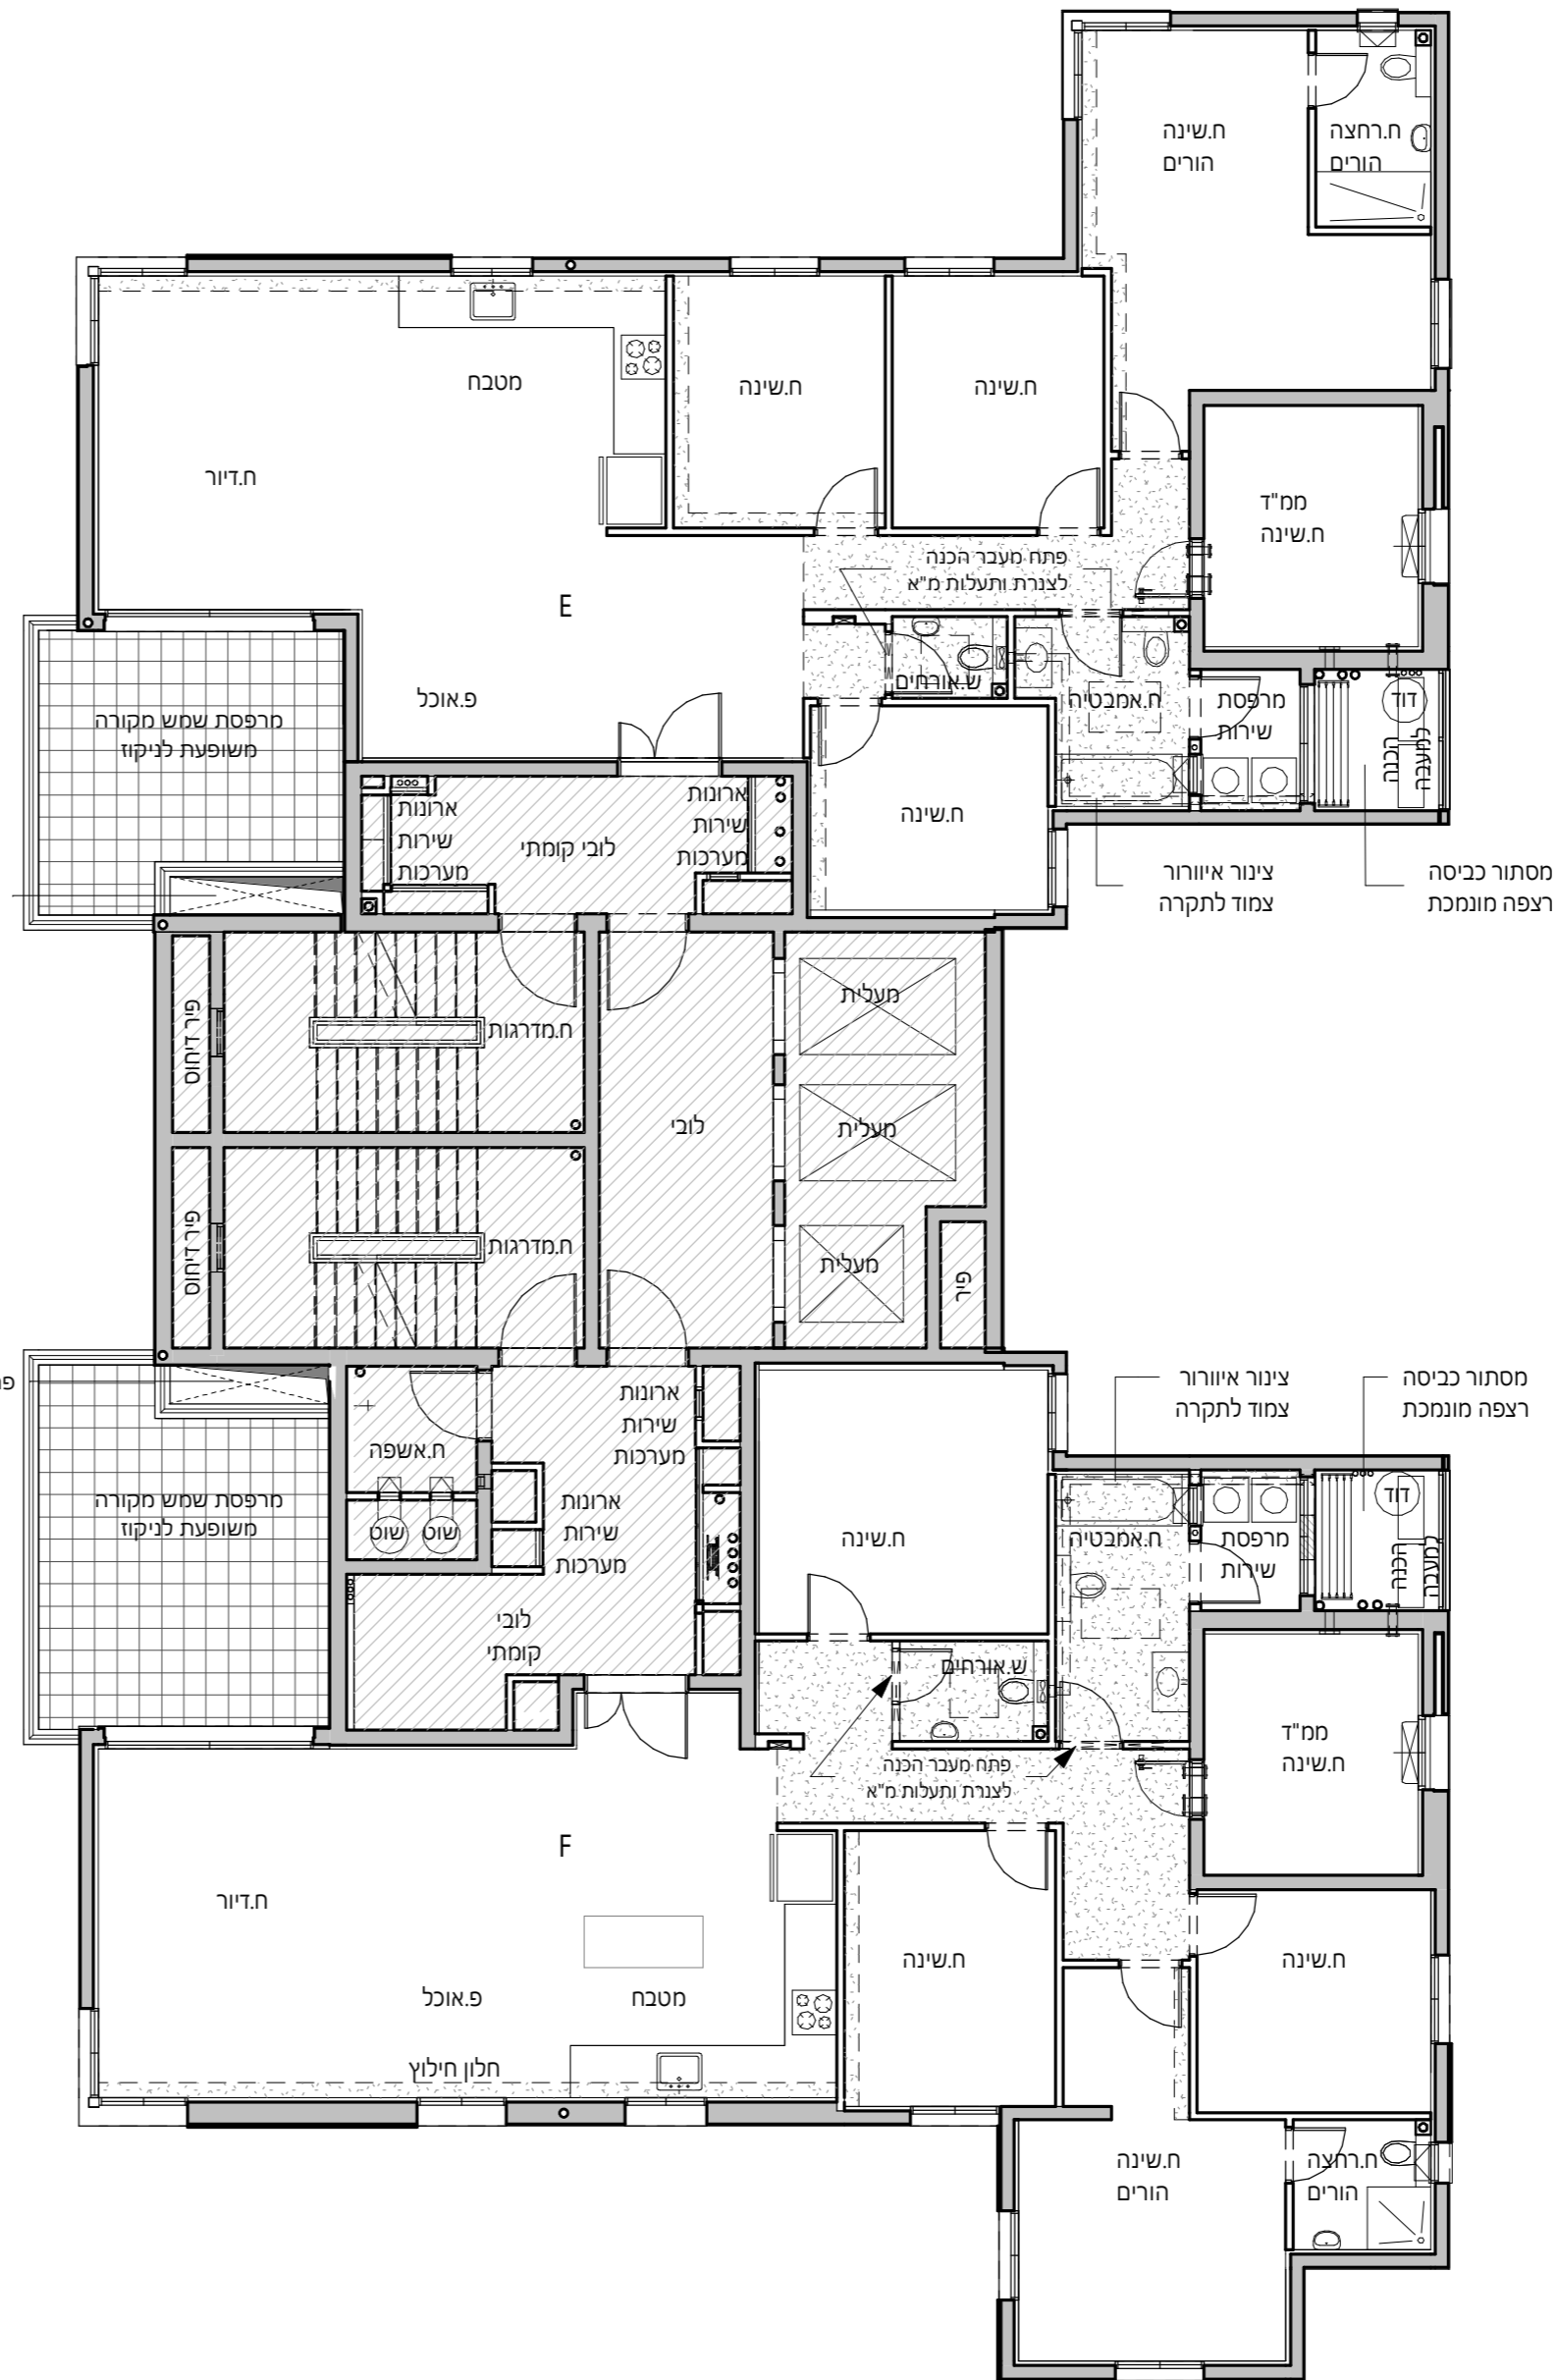 ח.שינה
הורים
ח.רחצה
הורים
מטבח
ח.שינה
ח.שינה
ח.דיור
ממ"ד
ח.שינה
פתח מעבר הכנה
לצנרת ותעלות מ"א
E
ש.אורחים
פ.אוכל
ח.אמבטיה
מרפסת
שירות
דוד
הכנה
למעבה
מרפסת שמש מקורה
משופעת לניקוז
ארונות
שירות
מערכות
לובי קומתי
ארונות
שירות
מערכות
ח.שינה
צינור איוורור
צמוד לתקרה
מסתור כביסה
רצפה מונמכת
פיר דיחוס
ח.מדרגות
לובי
מעלית
מעלית
פיר דיחוס
ח.מדרגות
מעלית
פיר
צינור איוורור
צמוד לתקרה
מסתור כביסה
רצפה מונמכת
ארונות
שירות
מערכות
ח.אשפה
שוט
שוט
ארונות
שירות
מערכות
מרפסת שמש מקורה
משופעת לניקוז
לובי
קומתי
ח.שינה
ח.אמבטיה
מרפסת
שירות
דוד
הכנה
למעבה
ש.אורחים
ממ"ד
ח.שינה
פתח מעבר הכנה
לצנרת ותעלות מ"א
F
ח.דיור
פ.אוכל
מטבח
ח.שינה
ח.שינה
חלון חילוץ
ח.שינה
הורים
ח.רחצה
הורים